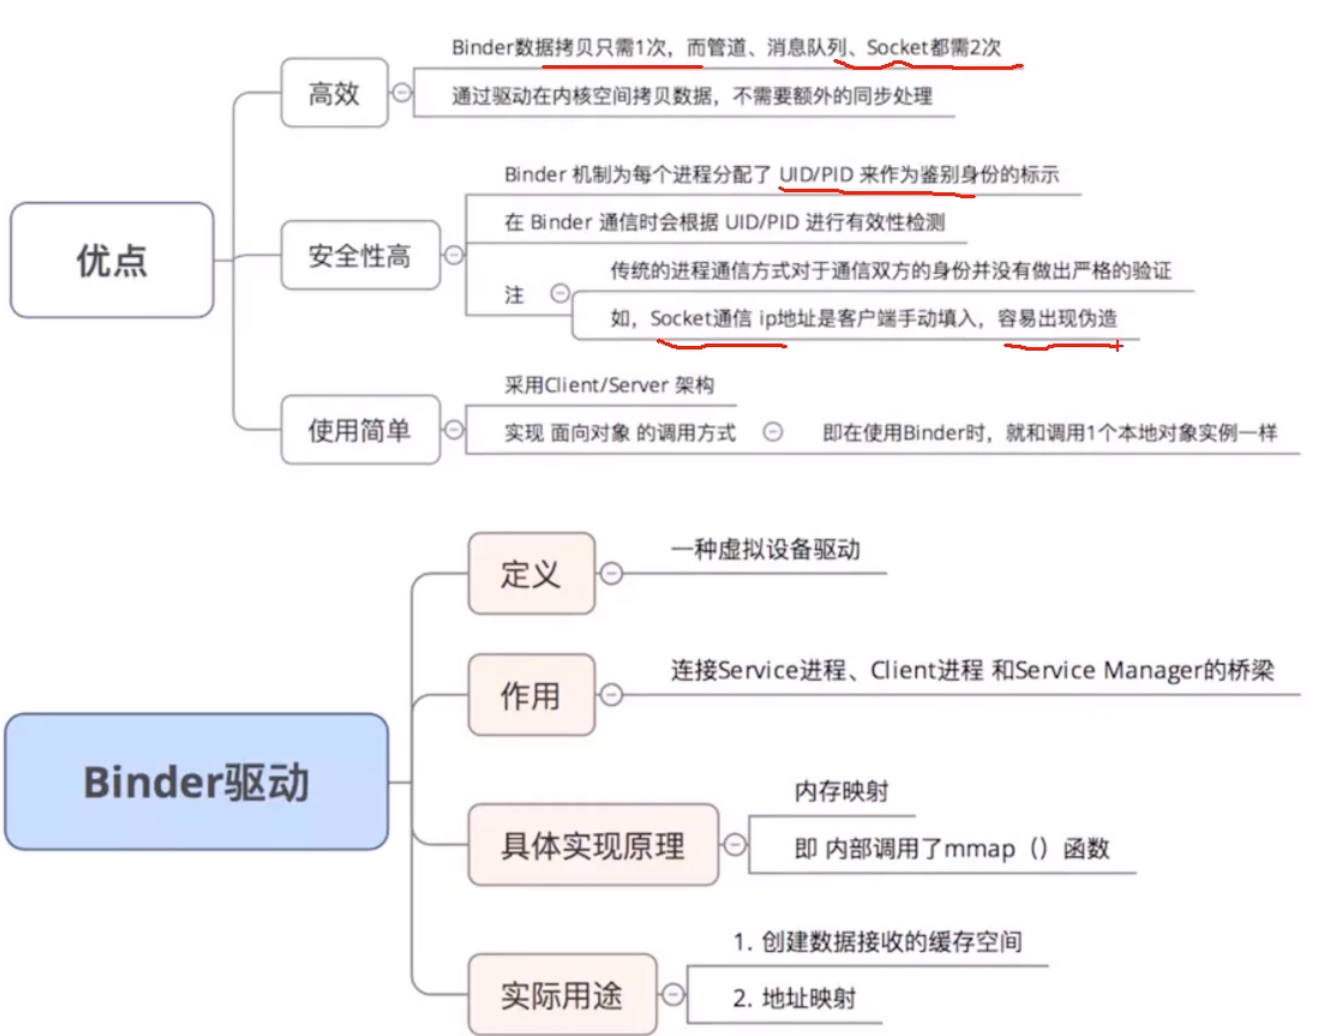 优点
高效
Binder数据拷贝只需1次，而管道、消息队列、Socket都需2次
通过驱动在内核空间拷贝数据，不需要额外的同步处理
安全性高
Binder 机制为每个进程分配了 UID/PID 来作为鉴别身份的标示
在 Binder 通信时会根据 UID/PID 进行有效性检测
注
传统的进程通信方式对于通信双方的身份并没有做出严格的验证
如，Socket通信 ip地址是客户端手动填入，容易出现伪造
使用简单
采用Client/Server 架构
实现 面向对象 的调用方式
即在使用Binder时，就和调用1个本地对象实例一样
Binder驱动
定义
一种虚拟设备驱动
作用
连接Service进程、Client进程 和Service Manager的桥梁
具体实现原理
内存映射
即 内部调用了mmap（）函数
实际用途
1. 创建数据接收的缓存空间
2. 地址映射